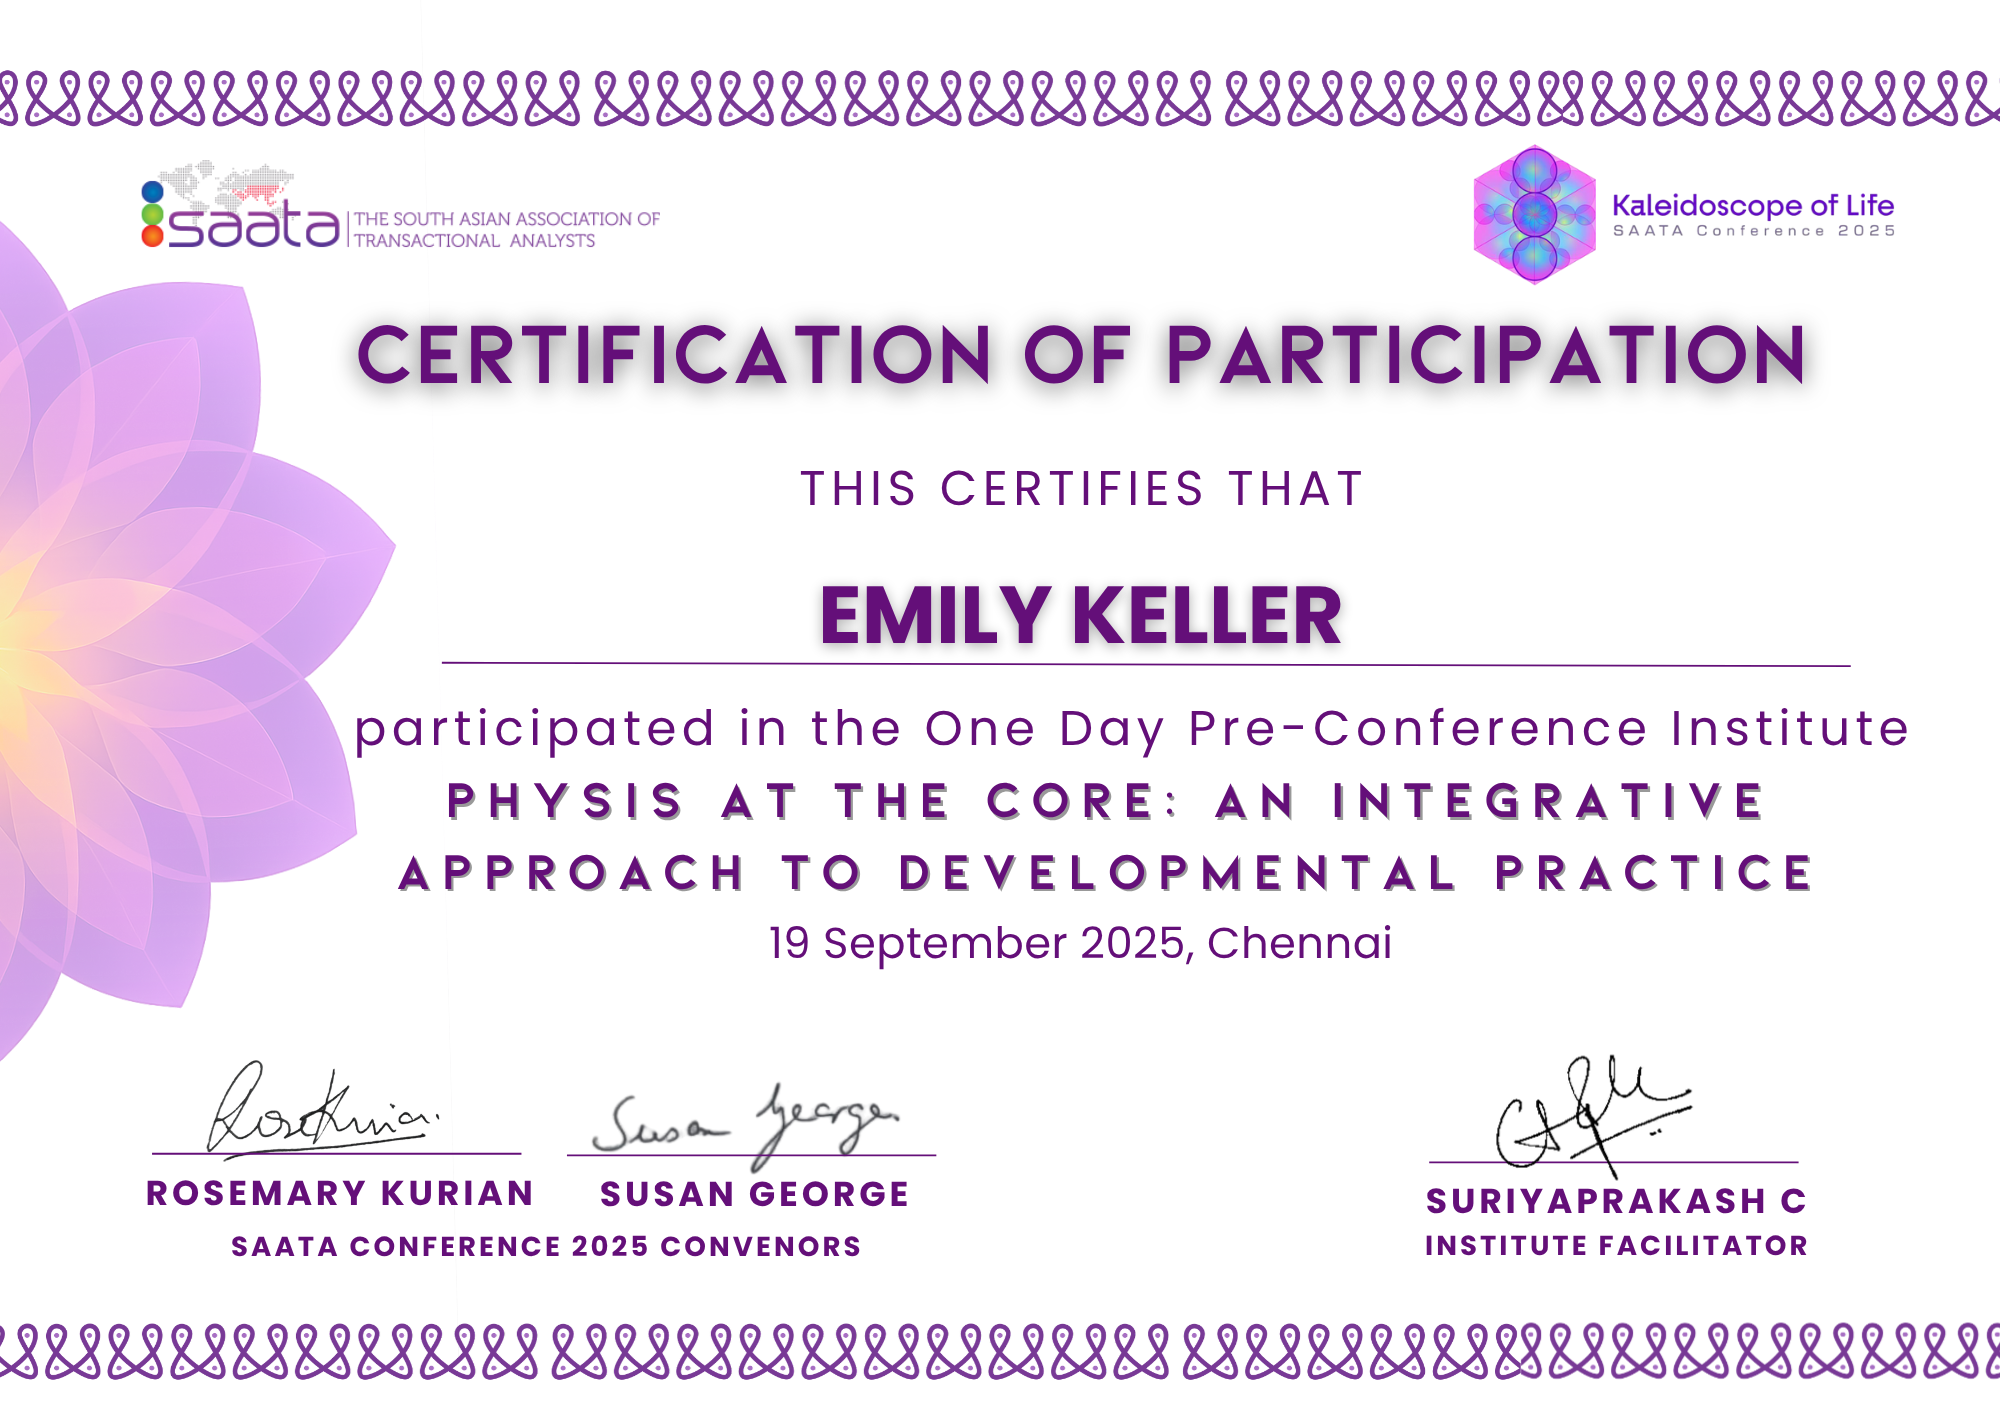 saata
THE SOUTH ASIAN ASSOCIATION OF
TRANSACTIONAL ANALYSTS
Kaleidoscope of Life
SAATA Conference 2025
CERTIFICATION OF PARTICIPATION
THIS CERTIFIES THAT
EMILY KELLER
participated in the One Day Pre-Conference Institute
PHYSIS AT THE CORE: AN INTEGRATIVE
APPROACH TO DEVELOPMENTAL PRACTICE
19 September 2025, Chennai
Susan George
ROSEMARY KURIAN
SUSAN GEORGE
SAATA CONFERENCE 2025 CONVENORS
SURIYAPRAKASH C
INSTITUTE FACILITATOR